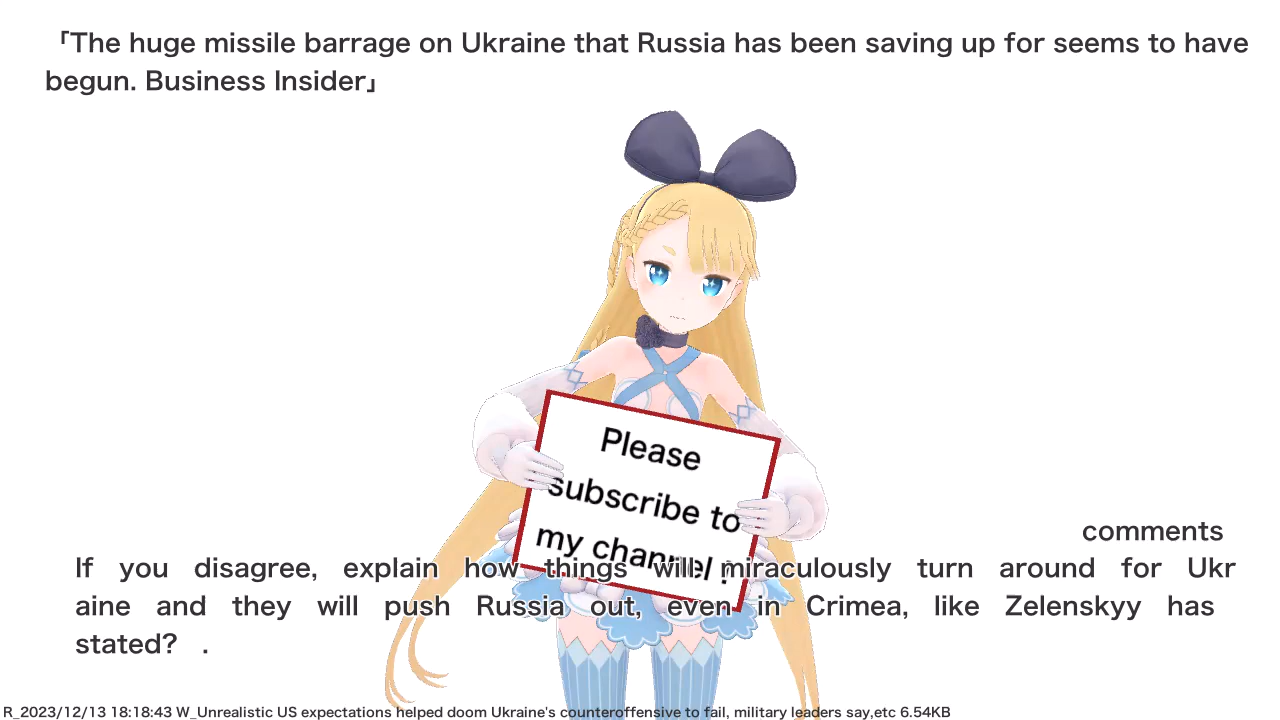 「The huge missile barrage on Ukraine that Russia has been saving up for seems to have
begun. Business Insider」
Please
subscribe to
my channel !
comments
If you disagree, explain how things will miraculously turn around for Ukr
aine and they will push Russia out, even in Crimea, like Zelenskyy has
stated? .
R_2023/12/13 18:18:43 W_Unrealistic US expectations helped doom Ukraine's counteroffensive to fail, military leaders say,etc 6.54KB